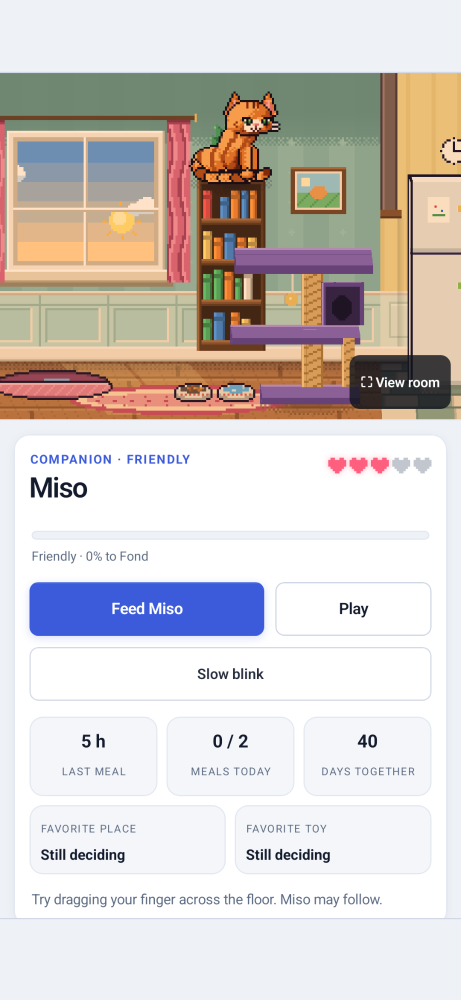 View room
COMPANION · FRIENDLY
Miso
Friendly · 0% to Fond
Feed Miso
Play
Slow blink
5 h
LAST MEAL
0 / 2
MEALS TODAY
40
DAYS TOGETHER
FAVORITE PLACE
Still deciding
FAVORITE TOY
Still deciding
Try dragging your finger across the floor. Miso may follow.